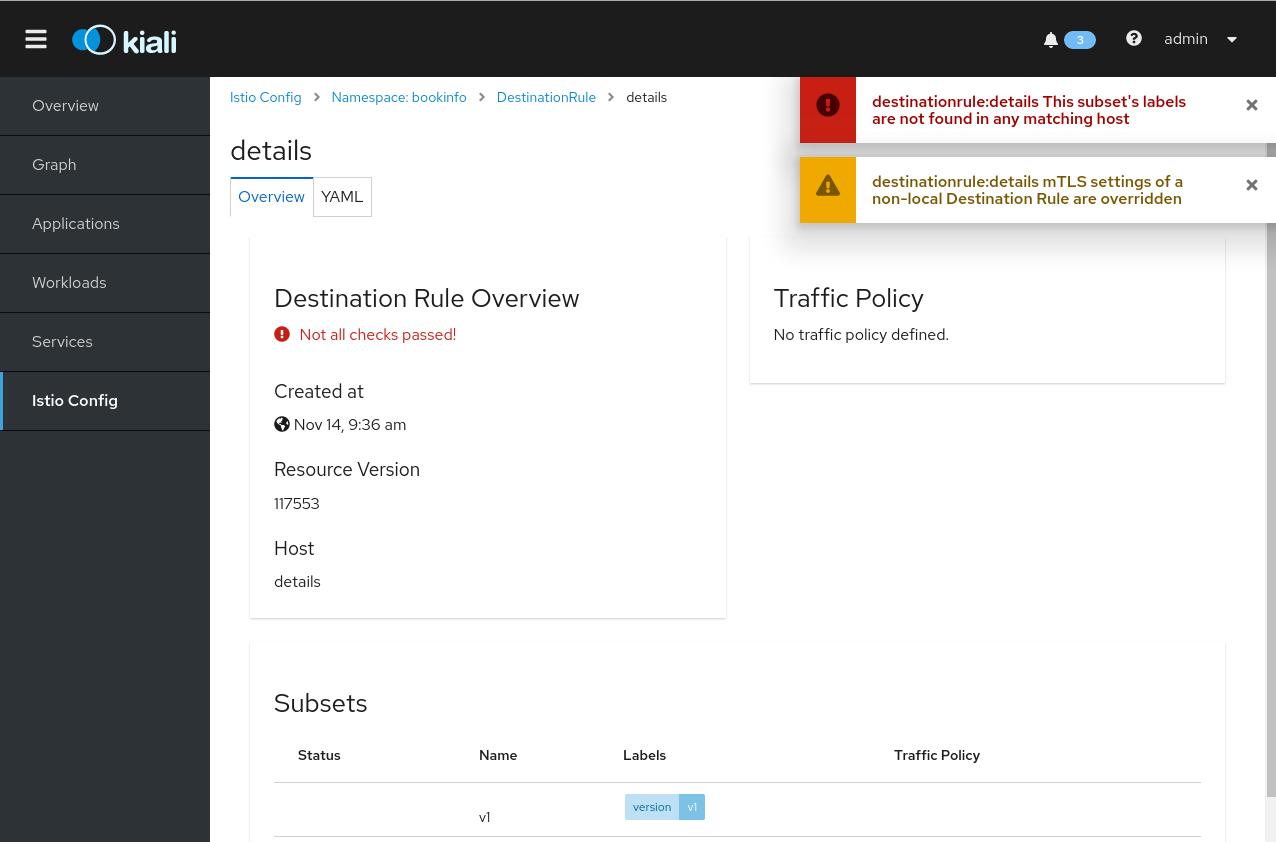 kiali
3
admin
Overview
Graph
Applications
Workloads
Services
Istio Config
Istio Config > Namespace: bookinfo > DestinationRule > details
destinationrule:details This subset's labels
are not found in any matching host
destinationrule:details mTLS settings of a
non-local Destination Rule are overridden
details
Overview YAML
Destination Rule Overview
Not all checks passed!
Created at
Nov 14, 9:36 am
Resource Version
117553
Host
details
Traffic Policy
No traffic policy defined.
Subsets
Status Name Labels Traffic Policy
v1 version v1